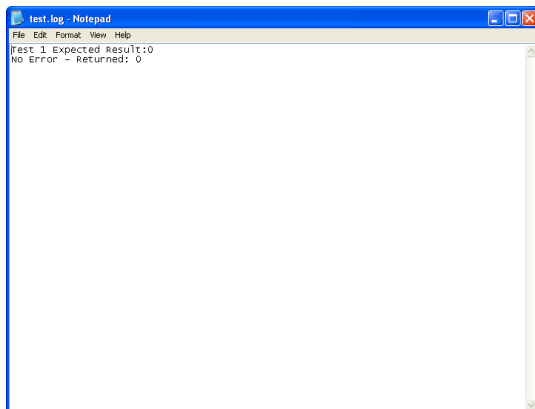 test.log - Notepad
File Edit Format View Help
Test 1 Expected Result:0
No Error - Returned: 0